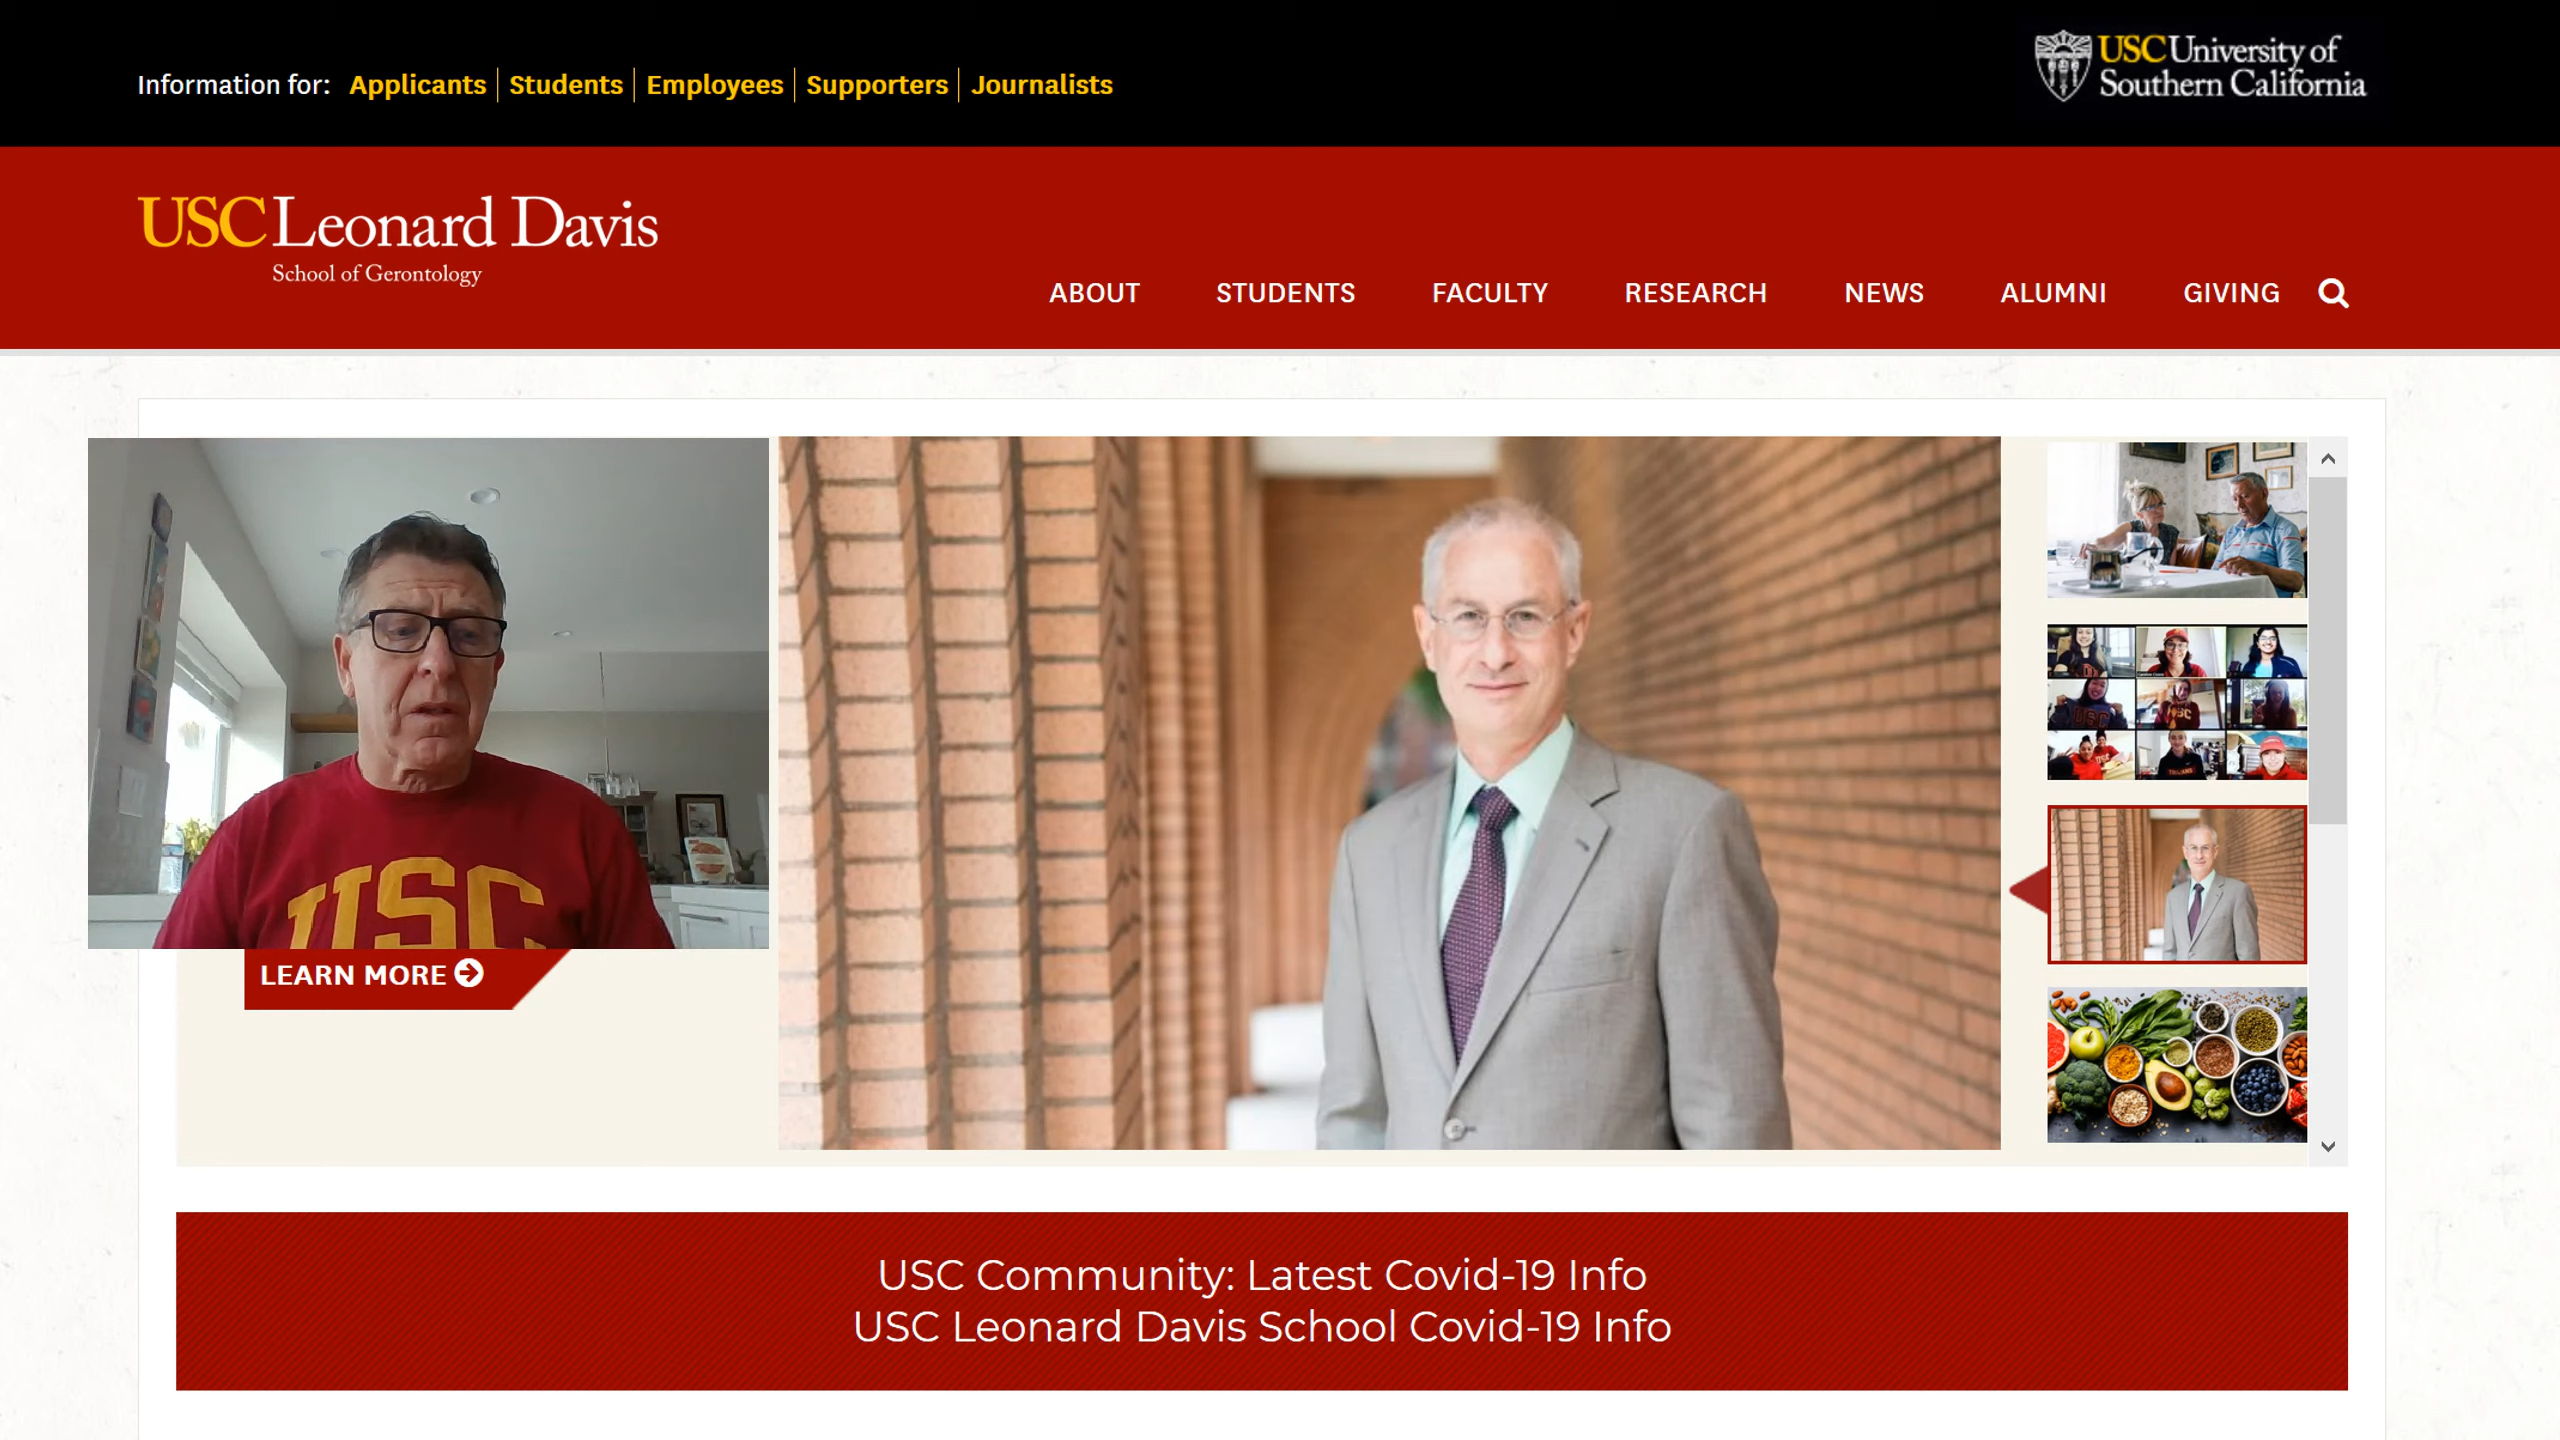 Information for: Applicants Students Employees Supporters Journalists
USC University of
Southern California
USC Leonard Davis
School of Gerontology
ABOUT STUDENTS FACULTY RESEARCH NEWS ALUMNI GIVING
USC
LEARN MORE
USC Community: Latest Covid-19 Info
USC Leonard Davis School Covid-19 Info